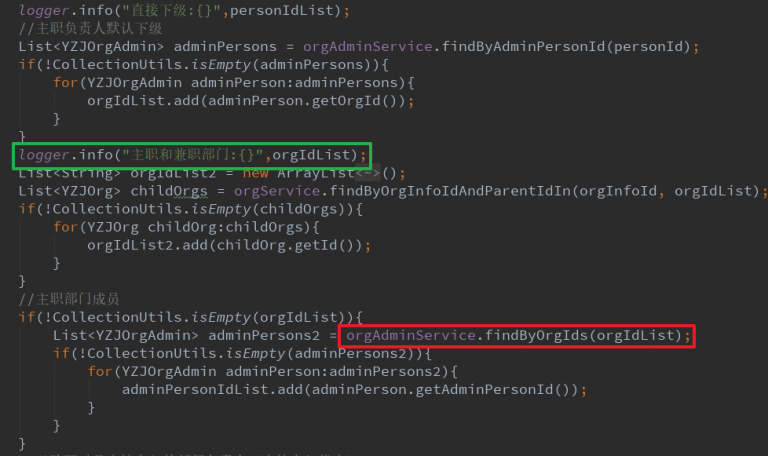 logger.info("直接下级:{}",personIdList);
//主职负责人默认下级
List<YZJOrgAdmin> adminPersons = orgAdminService.findByAdminPersonId(personId);
if(!CollectionUtils.isEmpty(adminPersons)){
for(YZJOrgAdmin adminPerson:adminPersons){
orgIdList.add(adminPerson.getOrgId());
}
}
logger.info("主职和兼职部门:{}",orgIdList);
List<String> orgIdList2 = new ArrayList<~>();
List<YZJOrg> childOrgs = orgService.findByOrgInfoIdAndParentIdIn(orgInfoId, orgIdList);
if(!CollectionUtils.isEmpty(childOrgs)){
for(YZJOrg childOrg:childOrgs){
orgIdList2.add(childOrg.getId());
}
}
//主职部门成员
if(!CollectionUtils.isEmpty(orgIdList)){
List<YZJOrgAdmin> adminPersons2 = orgAdminService.findByOrgIds(orgIdList);
if(!CollectionUtils.isEmpty(adminPersons2)){
for(YZJOrgAdmin adminPerson:adminPersons2){
adminPersonIdList.add(adminPerson.getAdminPersonId());
}
}
}